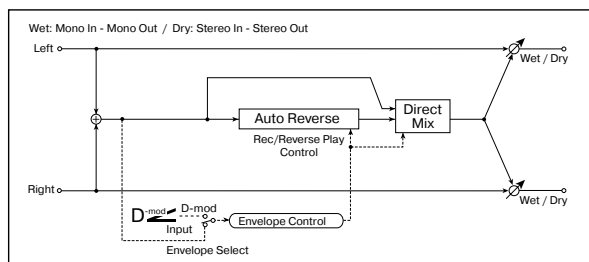 Wet: Mono In - Mono Out / Dry: Stereo In - Stereo Out
Left
Wet / Dry
Auto Reverse
Direct
Mix
Rec/Reverse Play
Control
Right
Wet / Dry
D-mod D-mod
Input
Envelope Control
Envelope Select